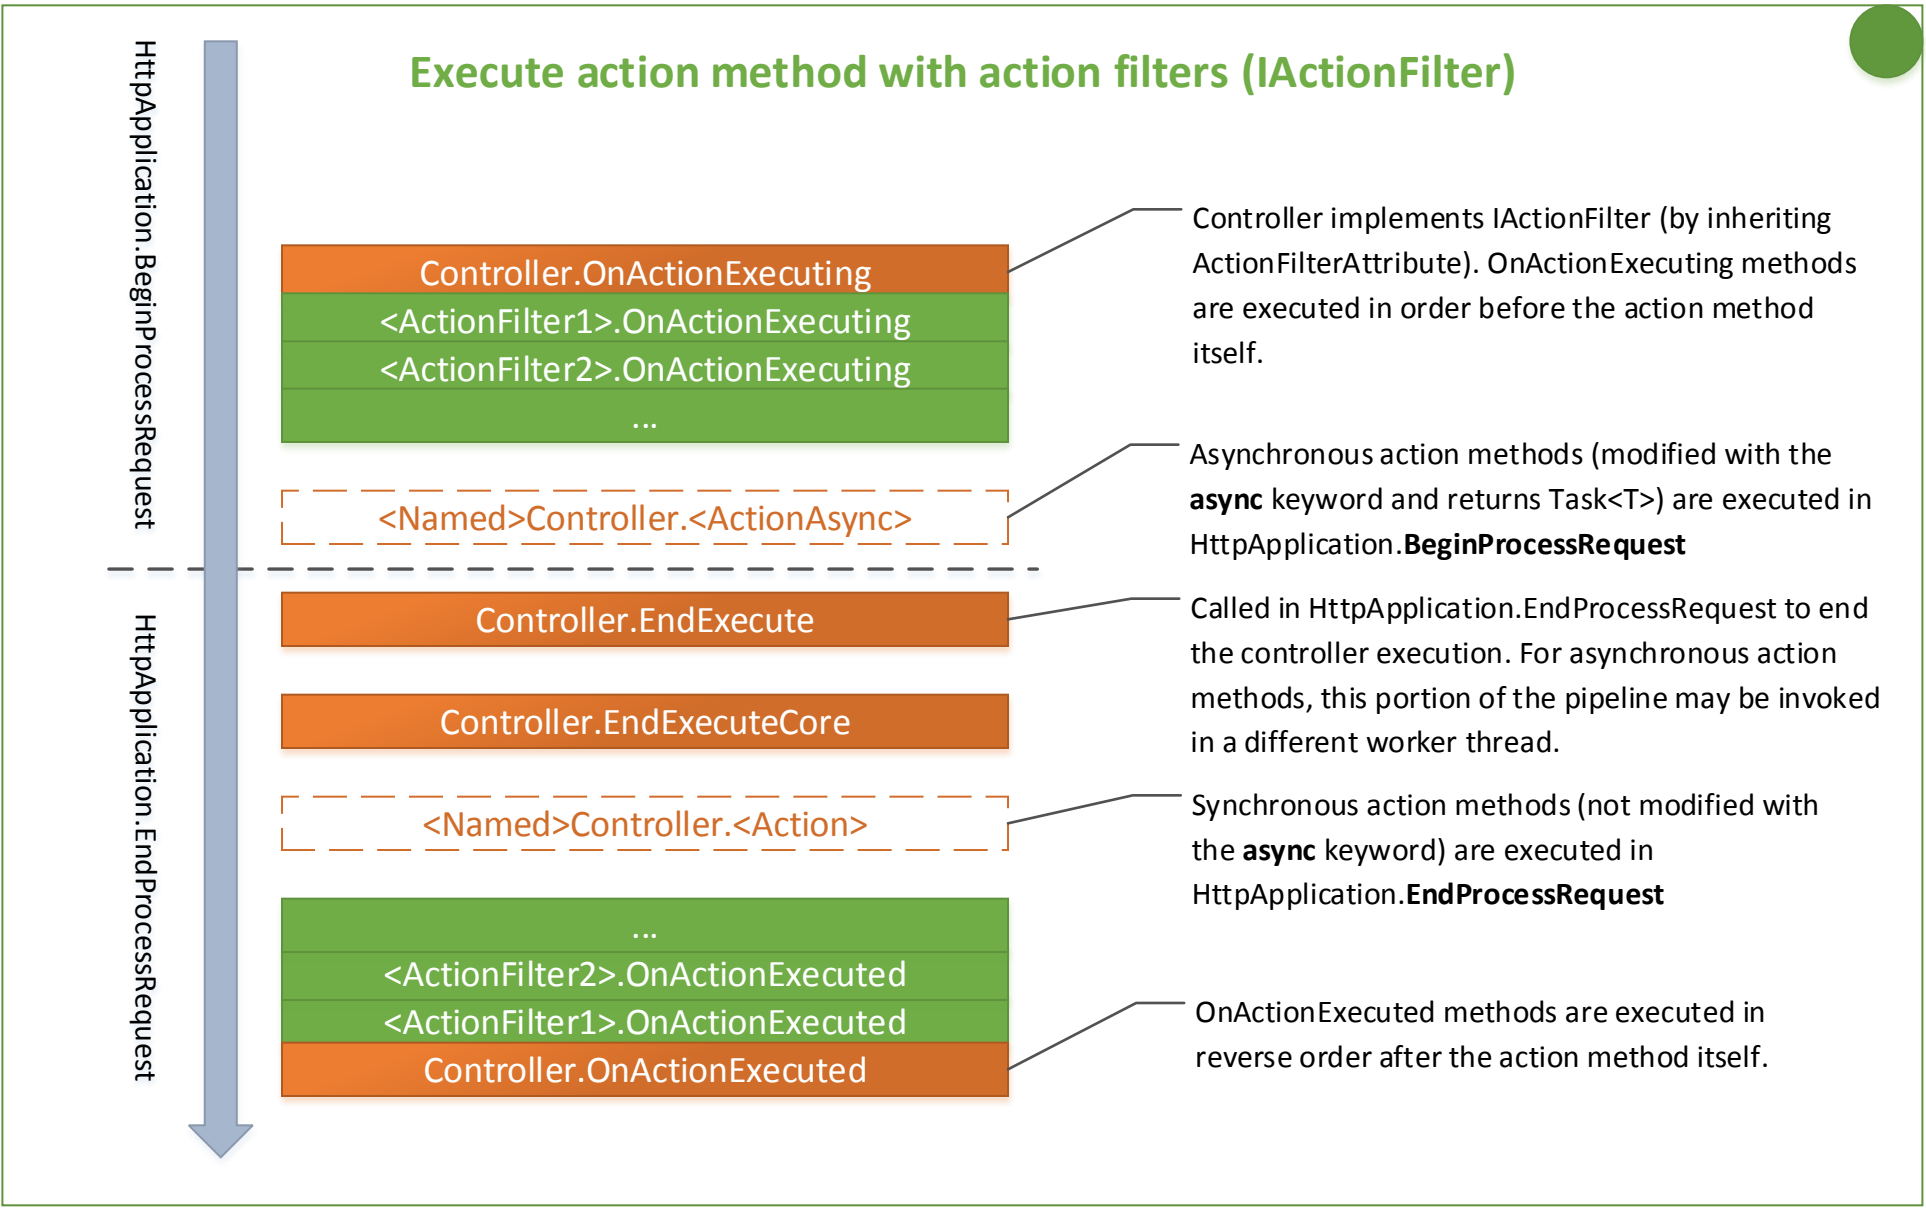 Execute action method with action filters (IActionFilter)
HttpApplication.BeginProcessRequest
Controller.OnActionExecuting
<ActionFilter1>.OnActionExecuting
<ActionFilter2>.OnActionExecuting
...
Controller implements IActionFilter (by inheriting
ActionFilterAttribute). OnActionExecuting methods
are executed in order before the action method
itself.
<Named>Controller.<ActionAsync>
Asynchronous action methods (modified with the
async keyword and returns Task<T>) are executed in
HttpApplication.BeginProcessRequest
HttpApplication.EndProcessRequest
Controller.EndExecute
Called in HttpApplication.EndProcessRequest to end
the controller execution. For asynchronous action
methods, this portion of the pipeline may be invoked
in a different worker thread.
Controller.EndExecuteCore
<Named>Controller.<Action>
Synchronous action methods (not modified with
the async keyword) are executed in
HttpApplication.EndProcessRequest
...
<ActionFilter2>.OnActionExecuted
<ActionFilter1>.OnActionExecuted
Controller.OnActionExecuted
OnActionExecuted methods are executed in
reverse order after the action method itself.